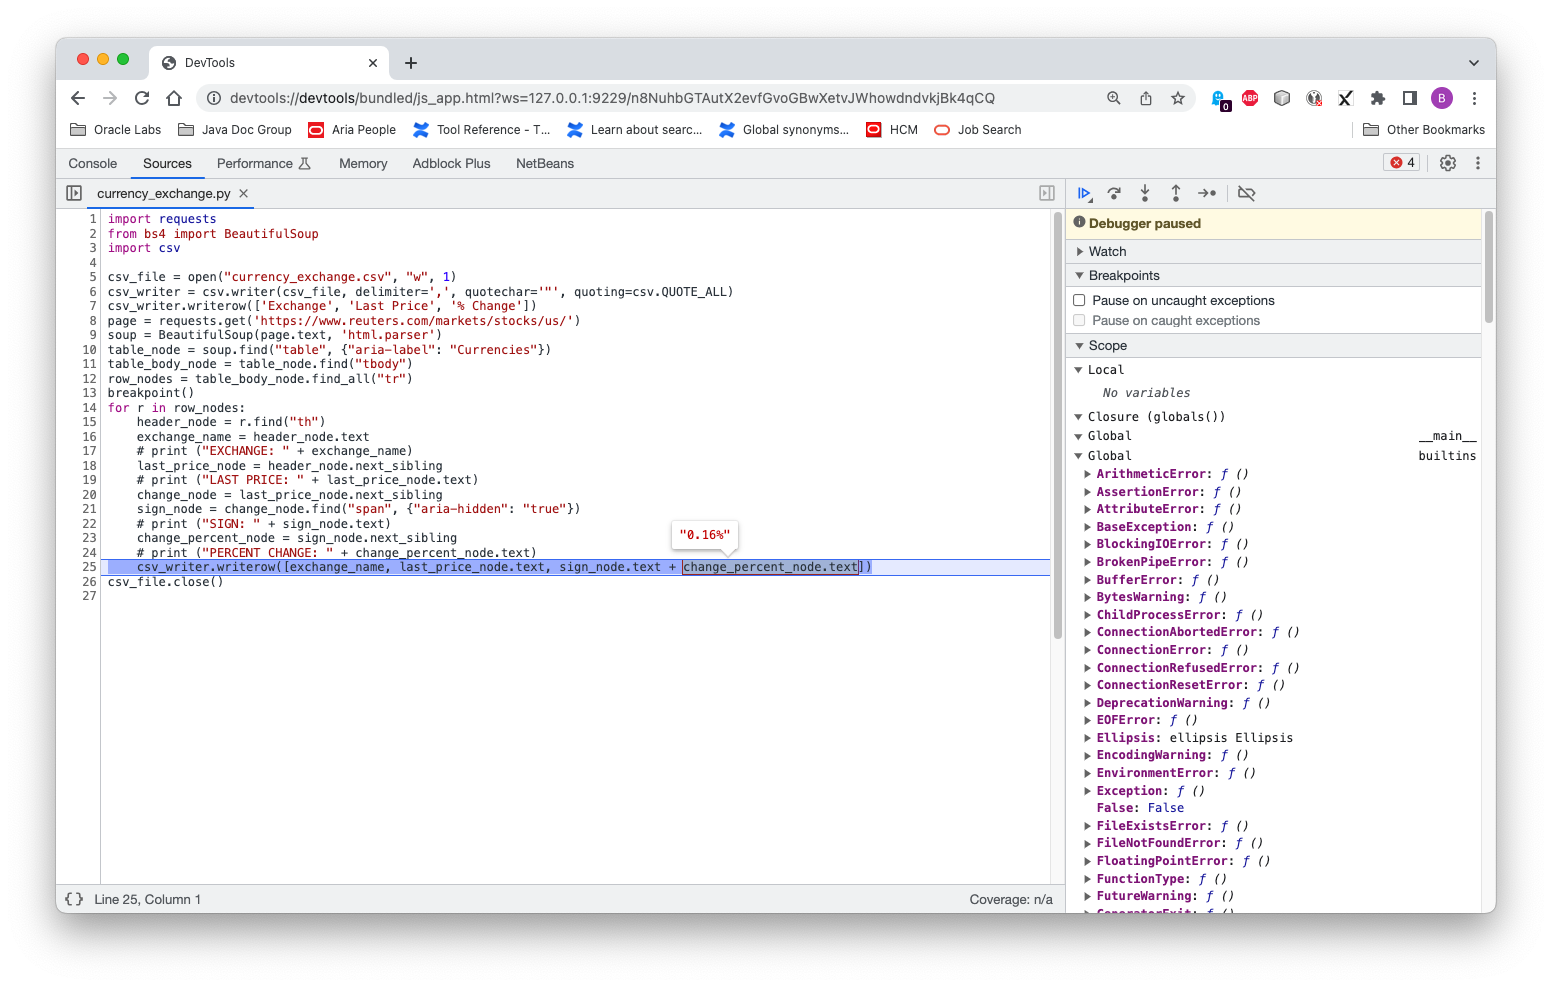 DevTools
devtools://devtools/bundled/js_app.html?ws=127.0.0.1:9229/n8NuhbGTAutX2evfGvoGBwXetvJWhowdndvkjBk4qCQ
0
ABP
B
Oracle Labs
Java Doc Group
Aria People
Tool Reference - T...
Learn about searc...
Global synonyms...
HCM
Job Search
Other Bookmarks
Console
Sources
Performance
Memory
Adblock Plus
NetBeans
4
currency_exchange.py
1 import requests
2 from bs4 import BeautifulSoup
3 import csv
4
5 csv_file = open("currency_exchange.csv", "w", 1)
6 csv_writer = csv.writer(csv_file, delimiter=',', quotechar='"', quoting=csv.QUOTE_ALL)
7 csv_writer.writerow(['Exchange', 'Last Price', '% Change'])
8 page = requests.get('https://www.reuters.com/markets/stocks/us/')
9 soup = BeautifulSoup(page.text, 'html.parser')
10 table_node = soup.find("table", {"aria-label": "Currencies"})
11 table_body_node = table_node.find("tbody")
12 row_nodes = table_body_node.find_all("tr")
13 breakpoint()
14 for r in row_nodes:
15 header_node = r.find("th")
16 exchange_name = header_node.text
17 # print ("EXCHANGE: " + exchange_name)
18 last_price_node = header_node.next_sibling
19 # print ("LAST PRICE: " + last_price_node.text)
20 change_node = last_price_node.next_sibling
21 sign_node = change_node.find("span", {"aria-hidden": "true"})
22 # print ("SIGN: " + sign_node.text)
23 change_percent_node = sign_node.next_sibling
"0.16%"
24 # print ("PERCENT CHANGE: " + change_percent_node.text)
25 csv_writer.writerow([exchange_name, last_price_node.text, sign_node.text + change_percent_node.text])
26 csv_file.close()
27
Line 25, Column 1
Coverage: n/a
Debugger paused
Watch
Breakpoints
Pause on uncaught exceptions
Pause on caught exceptions
Scope
Local
No variables
Closure (globals())
Global __main__
Global builtins
ArithmeticError: ƒ ()
AssertionError: ƒ ()
AttributeError: ƒ ()
BaseException: ƒ ()
BlockingIOError: ƒ ()
BrokenPipeError: ƒ ()
BufferError: ƒ ()
BytesWarning: ƒ ()
ChildProcessError: ƒ ()
ConnectionAbortedError: ƒ ()
ConnectionError: ƒ ()
ConnectionRefusedError: ƒ ()
ConnectionResetError: ƒ ()
DeprecationWarning: ƒ ()
EOFError: ƒ ()
Ellipsis: ellipsis Ellipsis
EncodingWarning: ƒ ()
EnvironmentError: ƒ ()
Exception: ƒ ()
False: False
FileExistsError: ƒ ()
FileNotFoundError: ƒ ()
FloatingPointError: ƒ ()
FunctionType: ƒ ()
FutureWarning: ƒ ()
GeneratorExit: ƒ ()